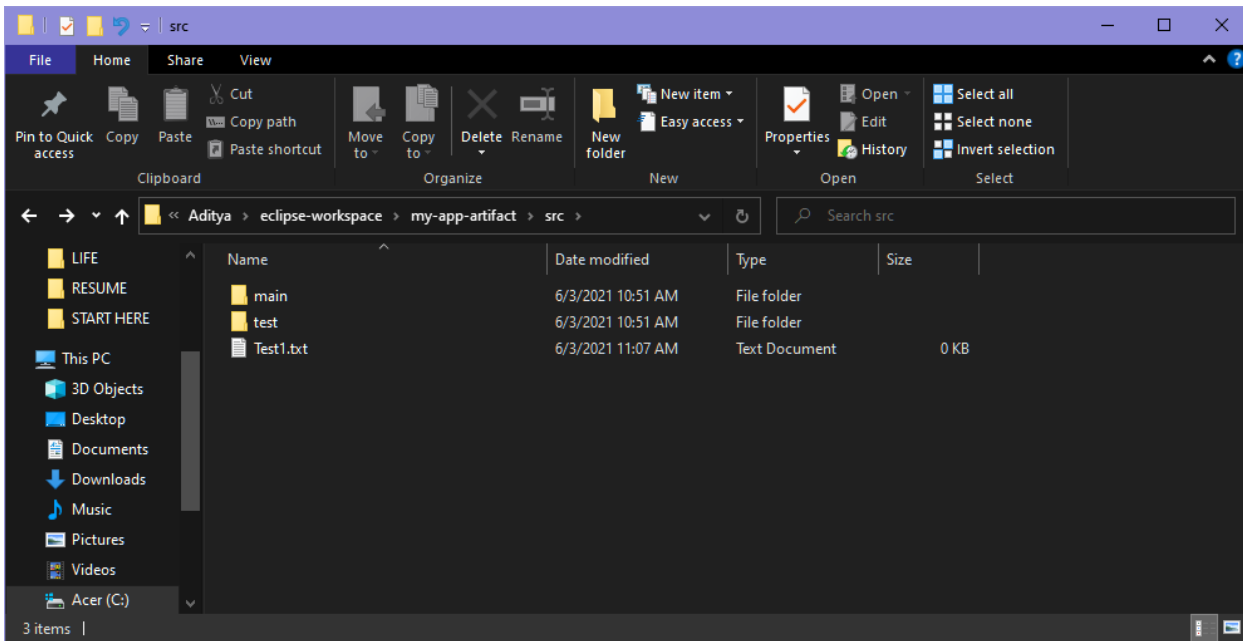 src
File Home Share View
Pin to Quick access
Copy
Paste
Cut
Copy path
Paste shortcut
Clipboard
Move to
Copy to
Delete
Rename
Organize
New folder
New item
Easy access
New
Properties
Open
Edit
History
Open
Select all
Select none
Invert selection
Select
« Aditya › eclipse-workspace › my-app-artifact › src ›
Search src
LIFE
RESUME
START HERE
This PC
3D Objects
Desktop
Documents
Downloads
Music
Pictures
Videos
Acer (C:)
Name Date modified Type Size
main 6/3/2021 10:51 AM File folder
test 6/3/2021 10:51 AM File folder
Test1.txt 6/3/2021 11:07 AM Text Document 0 KB
3 items